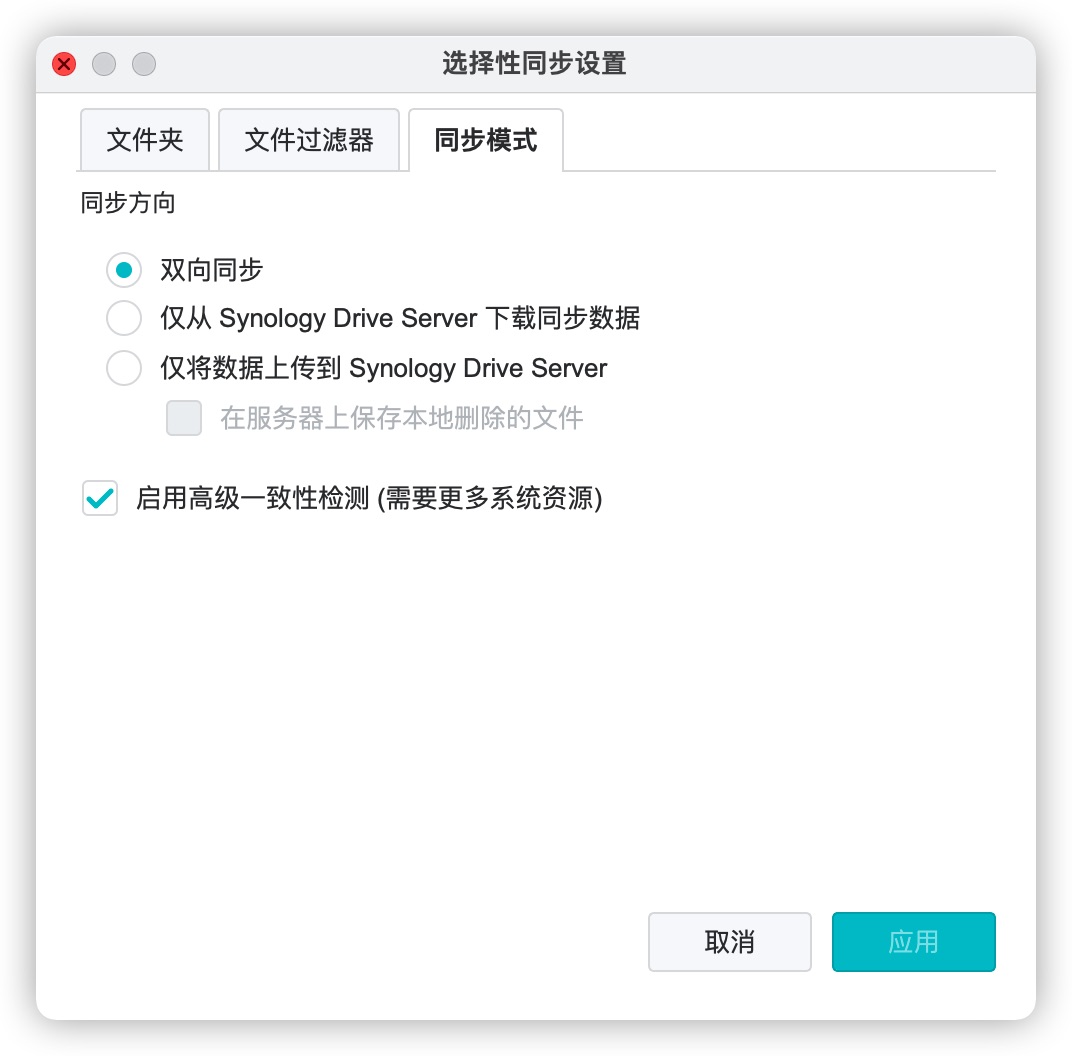 选择性同步设置
文件夹
文件过滤器
同步模式
同步方向
双向同步
仅从 Synology Drive Server 下载同步数据
仅将数据上传到 Synology Drive Server
在服务器上保存本地删除的文件
启用高级一致性检测 (需要更多系统资源)
取消
应用